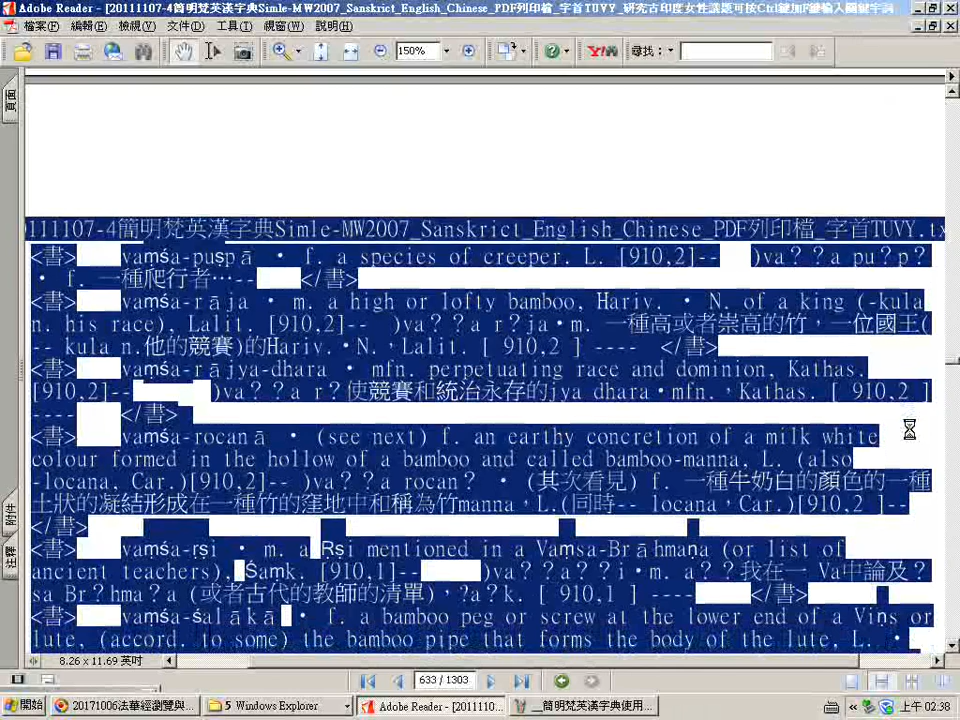 Adobe Reader - [20111107-4簡明梵英漢字典Simle-MW2007_Sanskrict_English_Chinese_PDF列印檔_字首TUVY_研究古印度女性議題可按Ctrl鍵加F鍵輸入關鍵字詞
檔案(F) 編輯(E) 檢視(V) 文件(D) 工具(T) 視窗(W) 說明(H)
150% Y! 尋找：
頁面
附件
注釋
)111107-4簡明梵英漢字典Simle-MW2007_Sanskrict_English_Chinese_PDF列印檔_字首TUVY.tx
<書> vaṃśa-puṣpā • f. a species of creeper. L. [910,2]-- )va？？a pu？p？
• f. 一種爬行者…-- </書>
<書> vaṃśa-rāja • m. a high or lofty bamboo, Hariv. • N. of a king (-kula
n. his race), Lalit. [910,2]-- )va？？a r？ja•m. 一種高或者崇高的竹，一位國王(
-- kula n.他的競賽)的Hariv.•N.，Lalit. [ 910,2 ] ---- </書>
<書> vaṃśa-rājya-dhara • mfn. perpetuating race and dominion, Kathas.
[910,2]-- )va？？a r？使競賽和統治永存的jya dhara•mfn.，Kathas. [ 910,2 ]
---- </書>
<書> vaṃśa-rocanā • (see next) f. an earthy concretion of a milk white
colour formed in the hollow of a bamboo and called bamboo-manna, L. (also
-locana, Car.)[910,2]-- )va？？a rocan？ • (其次看見) f. 一種牛奶白的顏色的一種
土狀的凝結形成在一種竹的窪地中和稱為竹manna，L.(同時-- locana, Car.)[910,2 ]--
</書>
<書> vaṃśa-ṛṣi • m. a Ṛṣi mentioned in a Vaṃsa-Brāhmaṇa (or list of
ancient teachers), Śaṃk. [910,1]-- )va？？a？？i•m. a？？我在一 Va中論及？
sa Br？hma？a (或者古代的教師的清單)，?a？k. [ 910,1 ] ---- </書>
<書> vaṃśa-śalākā • f. a bamboo peg or screw at the lower end of a Viṇs or
lute, (accord. to some) the bamboo pipe that forms the body of the lute, L. •
8.26 x 11.69 英吋
633 / 1303
開始 20171006法華經瀏覽與... 5 Windows Explorer Adobe Reader - [20111... __簡明梵英漢字典使用... 上午 02:38